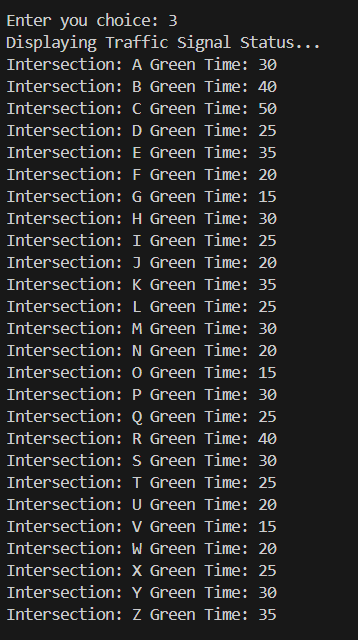 Enter you choice: 3
Displaying Traffic Signal Status...
Intersection: A Green Time: 30
Intersection: B Green Time: 40
Intersection: C Green Time: 50
Intersection: D Green Time: 25
Intersection: E Green Time: 35
Intersection: F Green Time: 20
Intersection: G Green Time: 15
Intersection: H Green Time: 30
Intersection: I Green Time: 25
Intersection: J Green Time: 20
Intersection: K Green Time: 35
Intersection: L Green Time: 25
Intersection: M Green Time: 30
Intersection: N Green Time: 20
Intersection: O Green Time: 15
Intersection: P Green Time: 30
Intersection: Q Green Time: 25
Intersection: R Green Time: 40
Intersection: S Green Time: 30
Intersection: T Green Time: 25
Intersection: U Green Time: 20
Intersection: V Green Time: 15
Intersection: W Green Time: 20
Intersection: X Green Time: 25
Intersection: Y Green Time: 30
Intersection: Z Green Time: 35